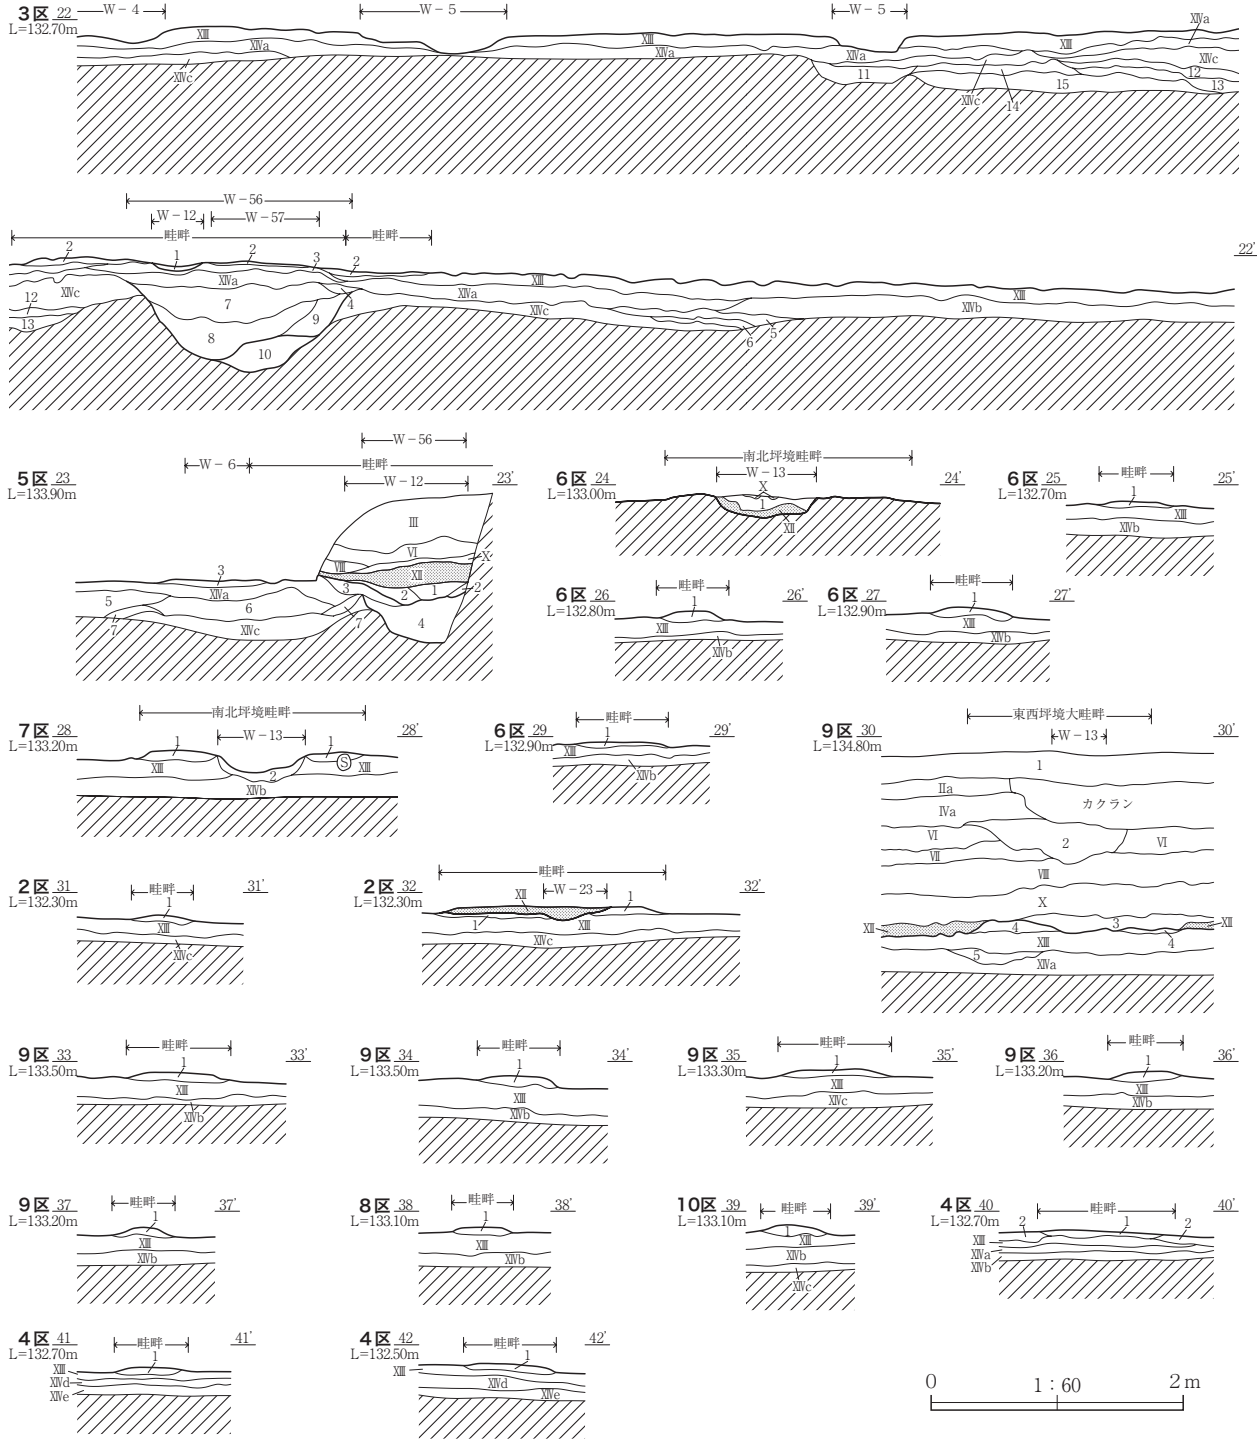 3区 22 W-4 W-5 W-5
L=132.70m XIII XIVa XIVc XIII XIVa XIVa 11 XIVc 14 15 XIII XIVa XIVc 12 13
W-56
W-12 W-57
畦畔 畦畔
2 1 2 3 2 22'
XIVc XIVa XIVa XIII XIII
12 7 4 XIVc XIVb
13 8 9 10 6 5
W-56
5区 23 W-6 畦畔 23'
L=133.90m W-12
III
VI
VIII X
XII
3 3 2 1 2
XIVa
5 6 7 4
7 XIVc
6区 24 南北坪境畦畔 24'
L=133.00m W-13
X
1
XII
6区 25 畦畔 25'
L=132.70m 1
XIII
XIVb
6区 26 畦畔 26'
L=132.80m 1
XIII
XIVb
6区 27 畦畔 27'
L=132.90m 1
XIII
XIVb
7区 28 南北坪境畦畔 28'
L=133.20m W-13
1 1
XIII 2 S XIII
XIVb
6区 29 畦畔 29'
L=132.90m 1
XIII
XIVb
9区 30 東西坪境大畦畔 30'
L=134.80m W-13
1
IIa カクラン
IVa
VI 2 VI
VII
VIII
X
XII 4 3 XII
XIII 4
5 XIVa
2区 31 畦畔 31'
L=132.30m 1
XIII
XIVc
2区 32 畦畔 32'
L=132.30m XII W-23 1
1 XIII
XIVc
9区 33 畦畔 33'
L=133.50m 1
XIII
XIVb
9区 34 畦畔 34'
L=133.50m 1
XIII
XIVb
9区 35 畦畔 35'
L=133.30m 1
XIII
XIVc
9区 36 畦畔 36'
L=133.20m 1
XIII
XIVb
9区 37 畦畔 37'
L=133.20m 1
XIII
XIVb
8区 38 畦畔 38'
L=133.10m 1
XIII
XIVb
10区 39 畦畔 39'
L=133.10m 1
XIII
XIVb
XIVc
4区 40 畦畔 40'
L=132.70m 2 1 2
XIII
XIVa
XIVb
4区 41 畦畔 41'
L=132.70m 1
XIII
XIVd
XIVe
4区 42 畦畔 42'
L=132.50m 1
XIII
XIVd
XIVe
0 1:60 2m